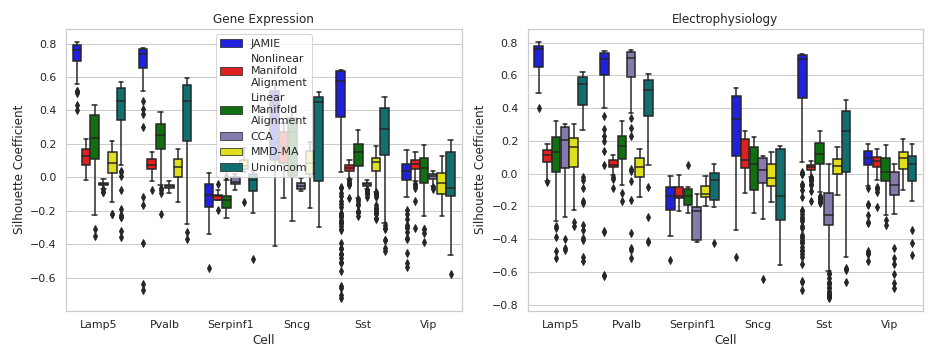 Gene Expression
Silhouette Coefficient
0.8
0.6
0.4
0.2
0.0
−0.2
−0.4
−0.6
JAMIE
Nonlinear
Manifold
Alignment
Linear
Manifold
Alignment
CCA
MMD-MA
Unioncom
Lamp5 Pvalb Serpinf1 Sncg Sst Vip
Cell
Electrophysiology
Silhouette Coefficient
0.8
0.6
0.4
0.2
0.0
−0.2
−0.4
−0.6
−0.8
Lamp5 Pvalb Serpinf1 Sncg Sst Vip
Cell